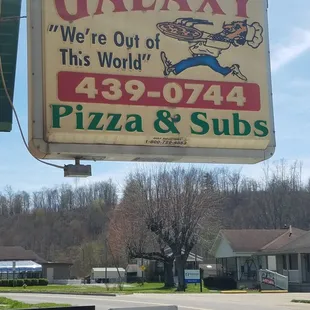 GALAXY
"We're Out of
This World"
439-0744
Pizza & Subs